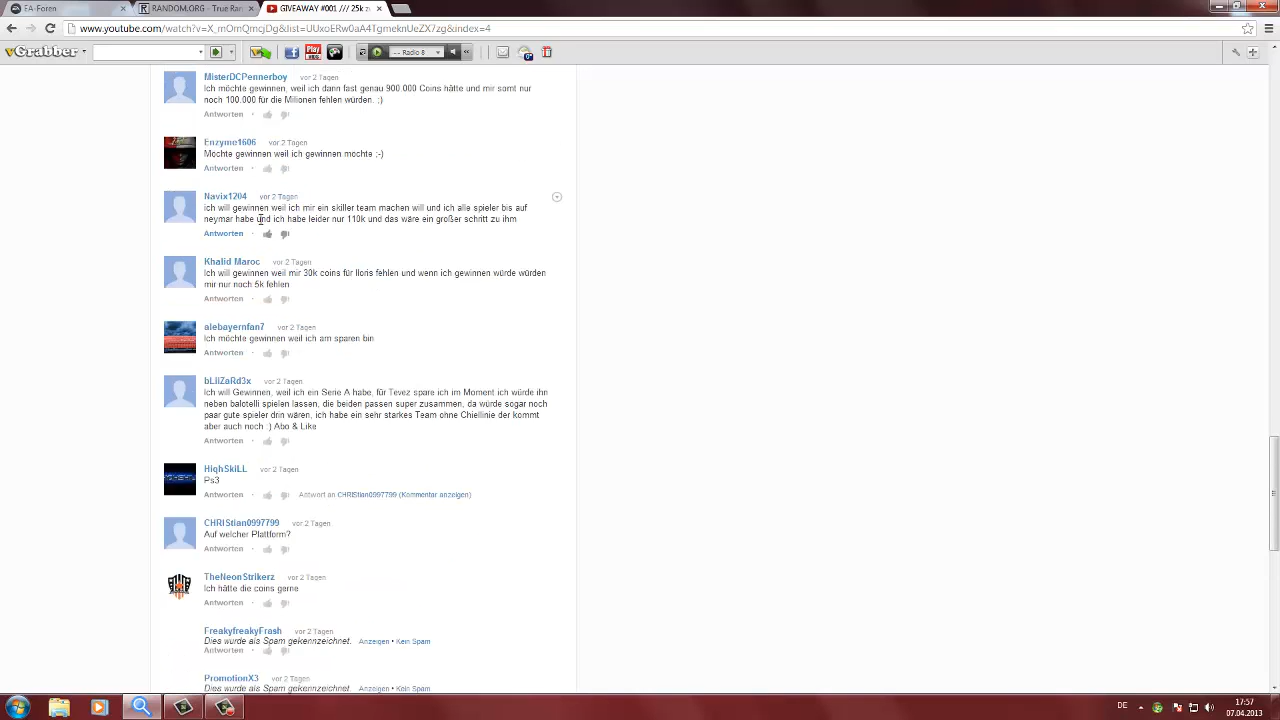 EA-Foren
RANDOM.ORG - True Ran
GIVEAWAY #001 /// 25k z
www.youtube.com/watch?v=X_mOmQmcjDg&list=UUxoERw0aA4TgmeknUeZX7zg&index=4
vGrabber
-- Radio 8
MisterDCPennerboy vor 2 Tagen
Ich möchte gewinnen, weil ich dann fast genau 900.000 Coins hätte und mir somt nur
noch 100.000 für die Milionen fehlen würden. ;)
Antworten
Enzyme1606 vor 2 Tagen
Möchte gewinnen weil ich gewinnen möchte ;-)
Antworten
Navix1204 vor 2 Tagen
ich will gewinnen weil ich mir ein skiller team machen will und ich alle spieler bis auf
neymar habe und ich habe leider nur 110k und das wäre ein großer schritt zu ihm
Antworten
Khalid Maroc vor 2 Tagen
Ich will gewinnen weil mir 30k coins für lloris fehlen und wenn ich gewinnen würde würden
mir nur noch 5k fehlen
Antworten
alebayernfan7 vor 2 Tagen
Ich möchte gewinnen weil ich am sparen bin
Antworten
bLiiZaRd3x vor 2 Tagen
Ich will Gewinnen, weil ich ein Serie A habe, für Tevez spare ich im Moment ich würde ihn
neben balotelli spielen lassen, die beiden passen super zusammen, da würde sogar noch
paar gute spieler drin wären, ich habe ein sehr starkes Team ohne Chiellinie der kommt
aber auch noch :) Abo & Like
Antworten
HiqhSkiLL vor 2 Tagen
Ps3
Antworten Antwort an CHRIStian0997799 (Kommentar anzeigen)
CHRIStian0997799 vor 2 Tagen
Auf welcher Plattform?
Antworten
TheNeonStrikerz vor 2 Tagen
Ich hätte die coins gerne
Antworten
FreakyfreakyFrash vor 2 Tagen
Dies wurde als Spam gekennzeichnet. Anzeigen • Kein Spam
Antworten
PromotionX3 vor 2 Tagen
Dies wurde als Spam gekennzeichnet. Anzeigen • Kein Spam
DE
17:57
07.04.2013